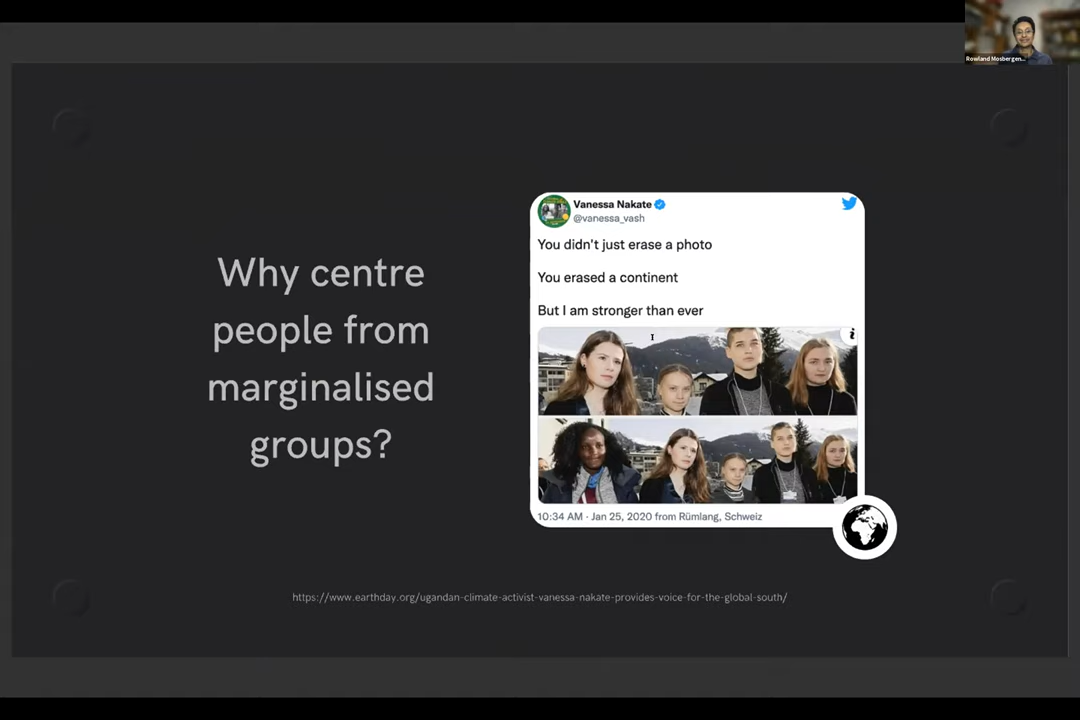 Rowland Mosbergen...
Why centre
people from
marginalised
groups?
Vanessa Nakate
@vanessa_vash
You didn't just erase a photo
You erased a continent
But I am stronger than ever
i
10:34 AM · Jan 25, 2020 from Rümlang, Schweiz
https://www.earthday.org/ugandan-climate-activist-vanessa-nakate-provides-voice-for-the-global-south/